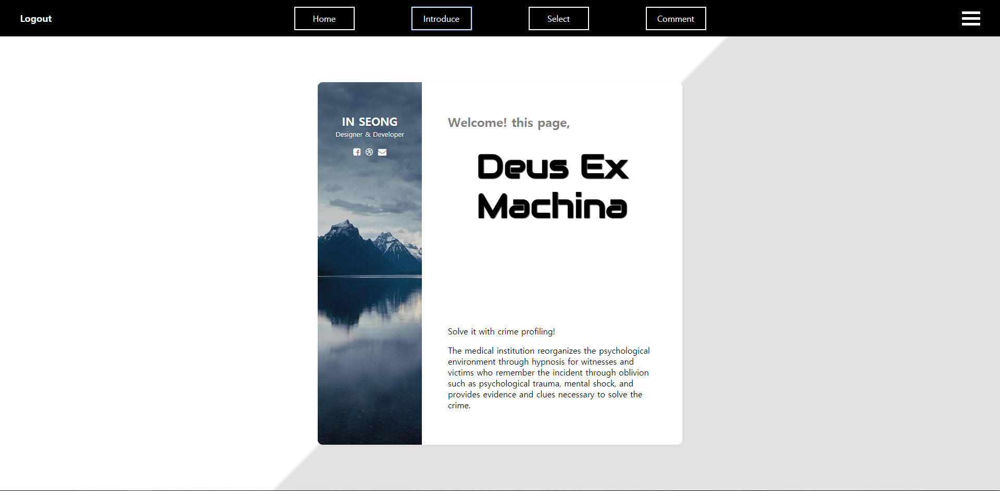 Logout
Home
Introduce
Select
Comment
IN SEONG
Designer & Developer
Welcome! this page,
Deus Ex
Machina
Solve it with crime profiling!
The medical institution reorganizes the psychological
environment through hypnosis for witnesses and
victims who remember the incident through oblivion
such as psychological trauma, mental shock, and
provides evidence and clues necessary to solve the
crime.